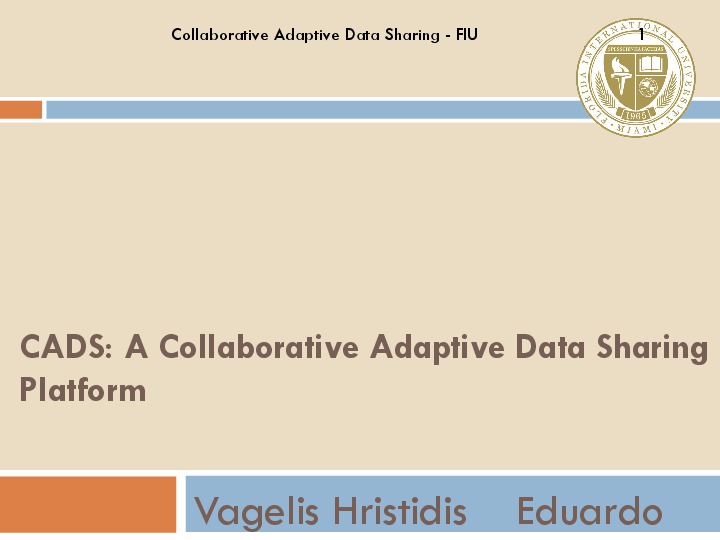 Collaborative Adaptive Data Sharing - FIU
1
FLORIDA INTERNATIONAL UNIVERSITY
MIAMI
1965
CADS: A Collaborative Adaptive Data Sharing
Platform
Vagelis Hristidis Eduardo